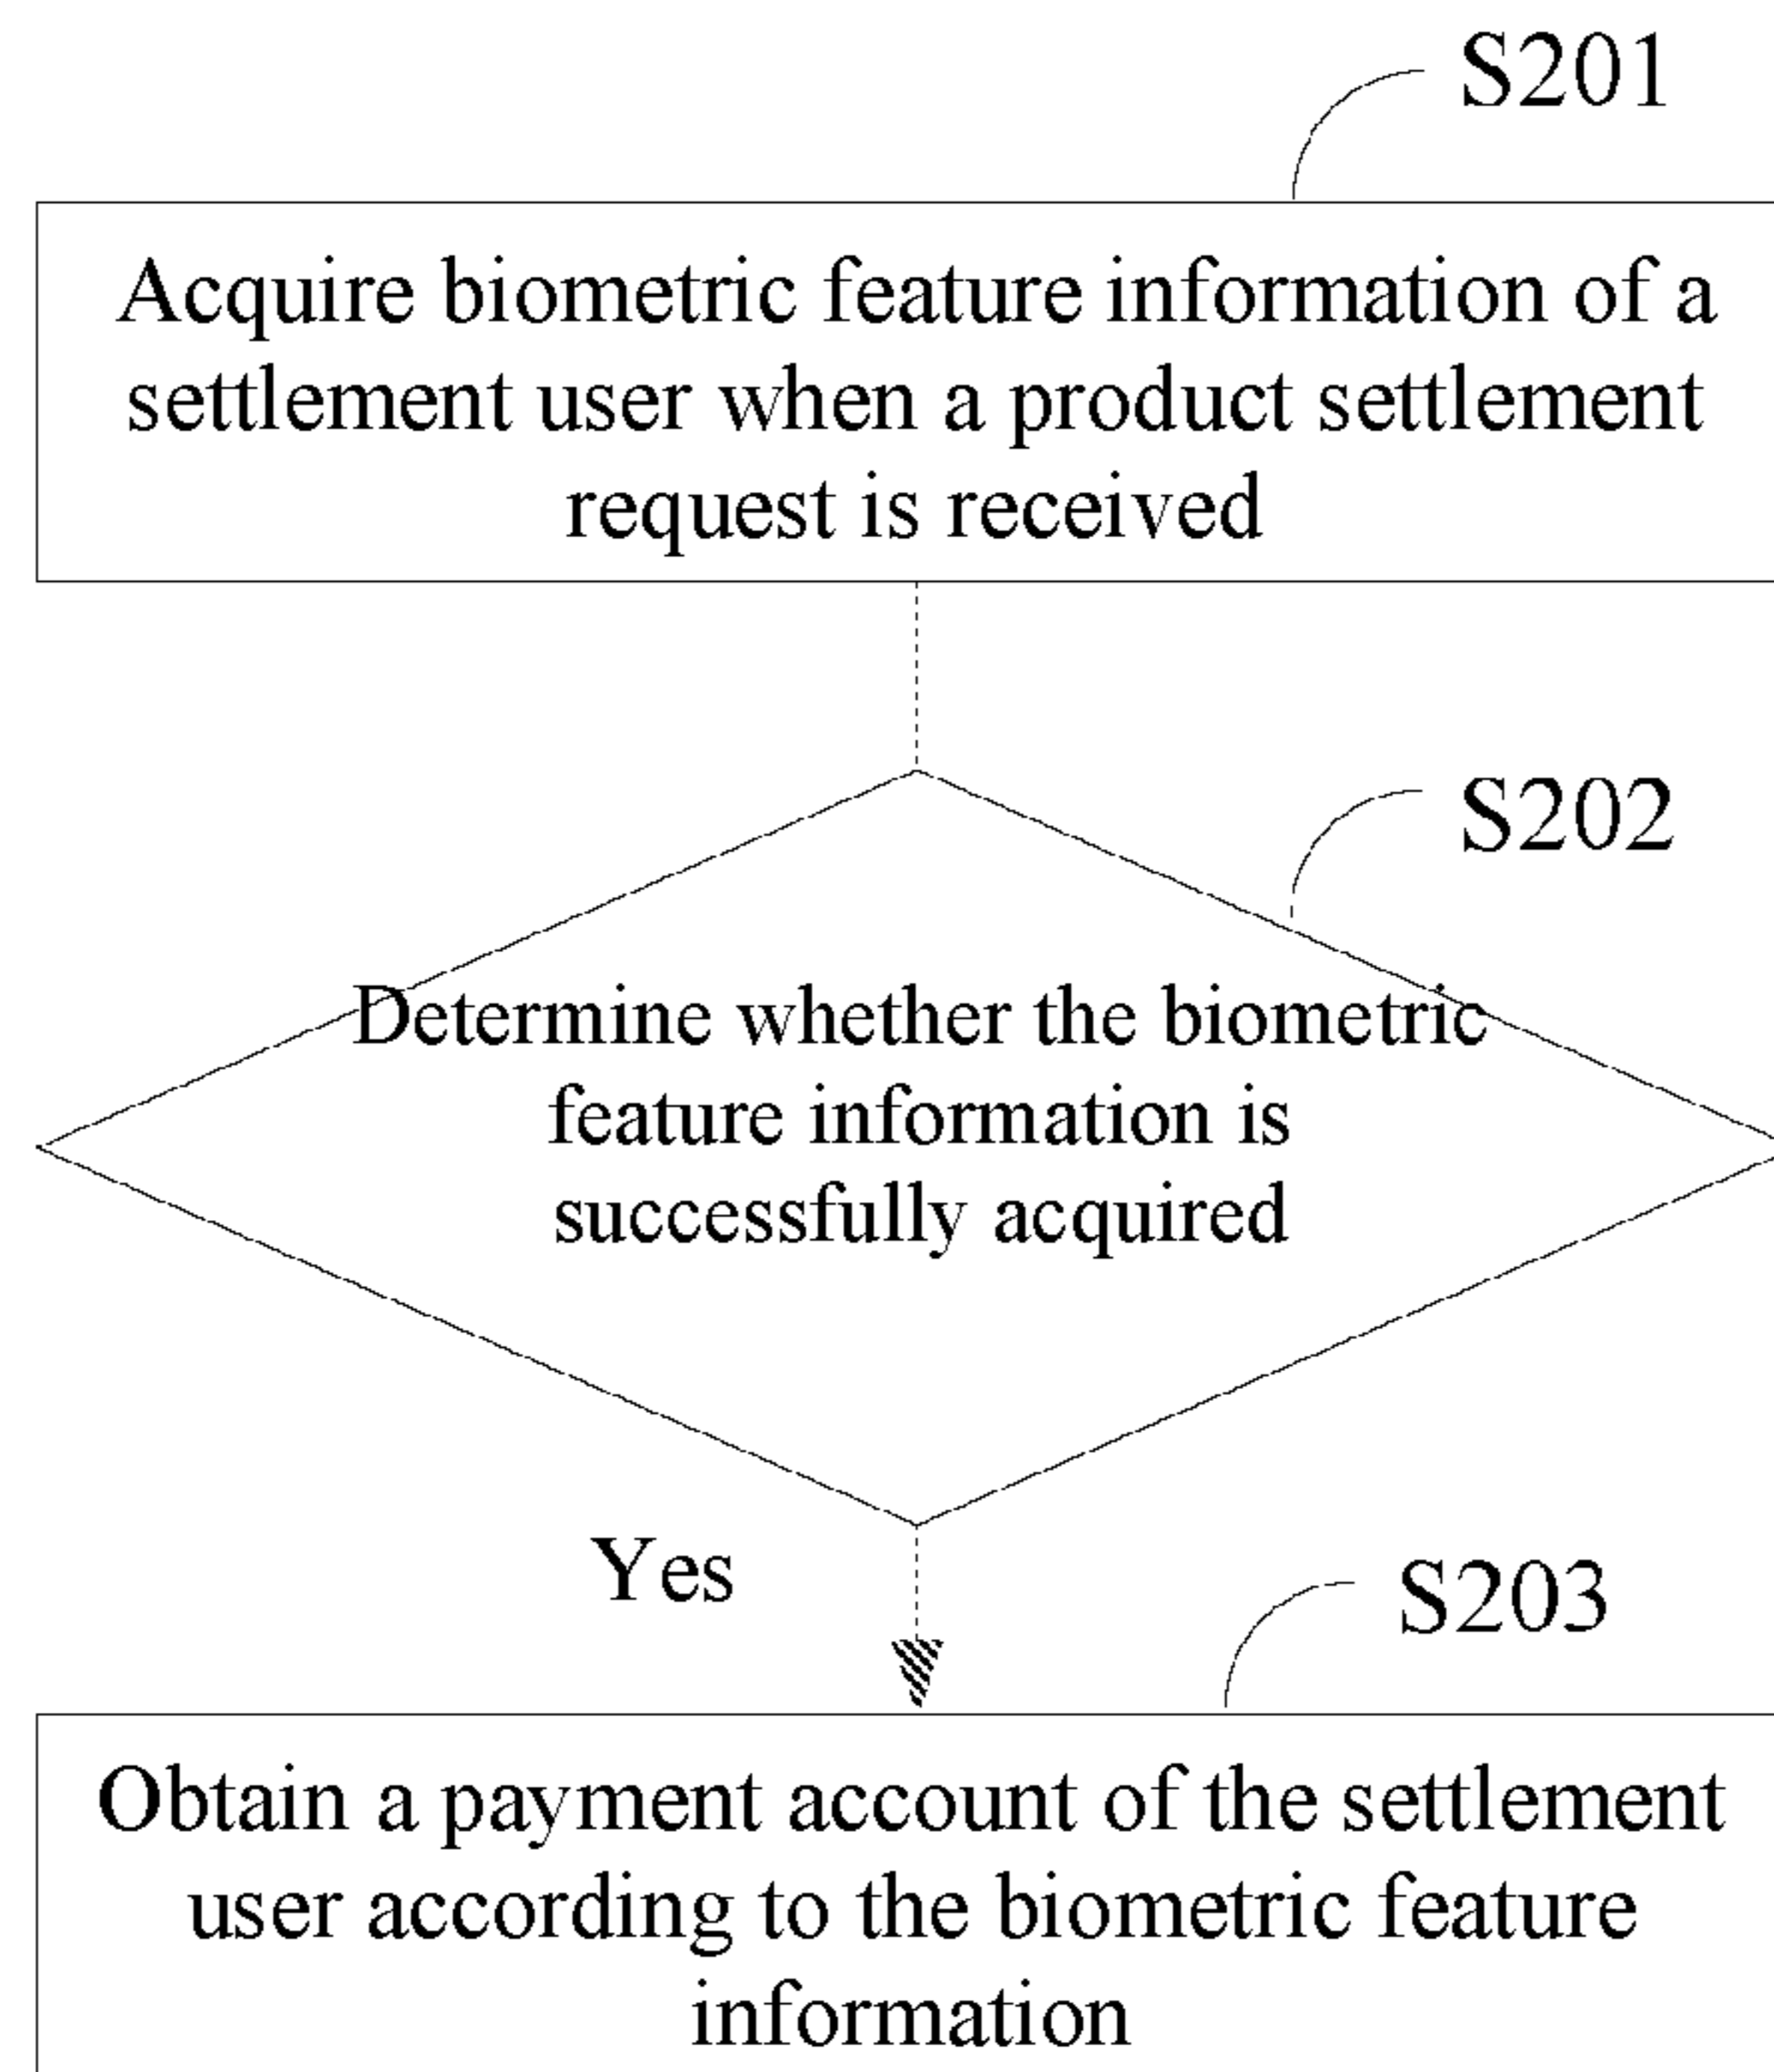 S201
Acquire biometric feature information of a
settlement user when a product settlement
request is received
S202
Determine whether the biometric
feature information is
successfully acquired
Yes
S203
Obtain a payment account of the settlement
user according to the biometric feature
information